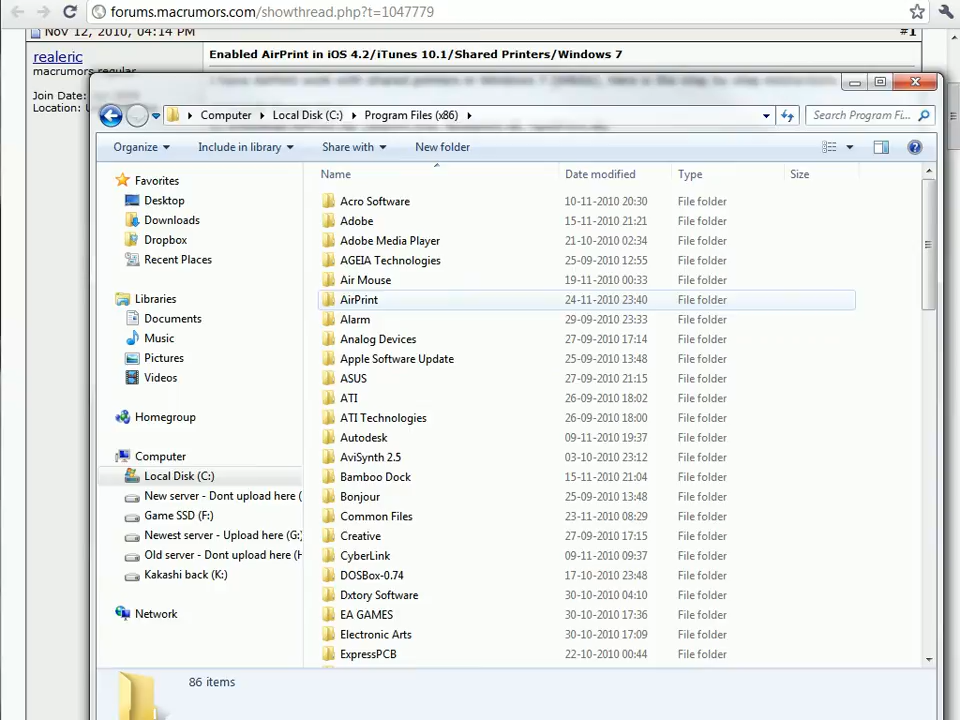 forums.macrumors.com/showthread.php?t=1047779
Nov 12, 2010, 04:14 PM
#1
realeric
macrumors regular
Join Date:
Location:
Enabled AirPrint in iOS 4.2/iTunes 10.1/Shared Printers/Windows 7
Computer Local Disk (C:) Program Files (x86)
Search Program Fi...
Organize Include in library Share with New folder
Favorites
Desktop
Downloads
Dropbox
Recent Places
Libraries
Documents
Music
Pictures
Videos
Homegroup
Computer
Local Disk (C:)
New server - Dont upload here (
Game SSD (F:)
Newest server - Upload here (G:
Old server - Dont upload here (H
Kakashi back (K:)
Network
Name Date modified Type Size
Acro Software 10-11-2010 20:30 File folder
Adobe 15-11-2010 21:21 File folder
Adobe Media Player 21-10-2010 02:34 File folder
AGEIA Technologies 25-09-2010 12:55 File folder
Air Mouse 19-11-2010 00:33 File folder
AirPrint 24-11-2010 23:40 File folder
Alarm 29-09-2010 23:33 File folder
Analog Devices 27-09-2010 17:14 File folder
Apple Software Update 25-09-2010 13:48 File folder
ASUS 27-09-2010 21:15 File folder
ATI 26-09-2010 18:02 File folder
ATI Technologies 26-09-2010 18:00 File folder
Autodesk 09-11-2010 19:37 File folder
AviSynth 2.5 03-10-2010 23:12 File folder
Bamboo Dock 15-11-2010 21:04 File folder
Bonjour 25-09-2010 13:48 File folder
Common Files 23-11-2010 08:29 File folder
Creative 27-09-2010 17:15 File folder
CyberLink 09-11-2010 09:37 File folder
DOSBox-0.74 17-10-2010 23:48 File folder
Dxtory Software 30-10-2010 04:10 File folder
EA GAMES 30-10-2010 17:36 File folder
Electronic Arts 30-10-2010 17:09 File folder
ExpressPCB 22-10-2010 00:44 File folder
86 items